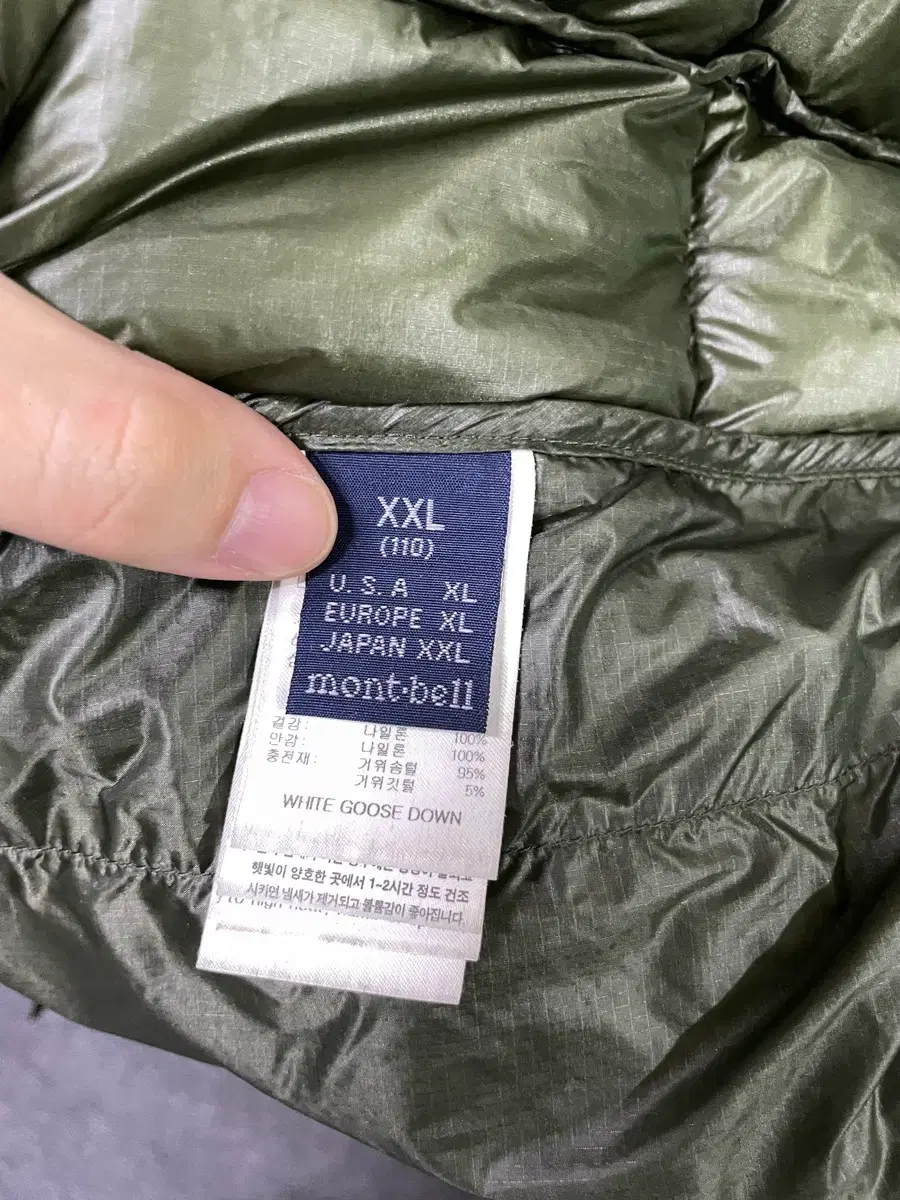 XXL
(110)
U.S.A XL
EUROPE XL
JAPAN XXL
mont·bell
겉감: 나일론 100%
안감: 나일론 100%
충전재: 거위솜털 95%
거위깃털 5%
WHITE GOOSE DOWN
햇빛이 양호한 곳에서 1~2시간 정도 건조
시키면 냄새가 제거되고 볼륨감이 좋아집니다.